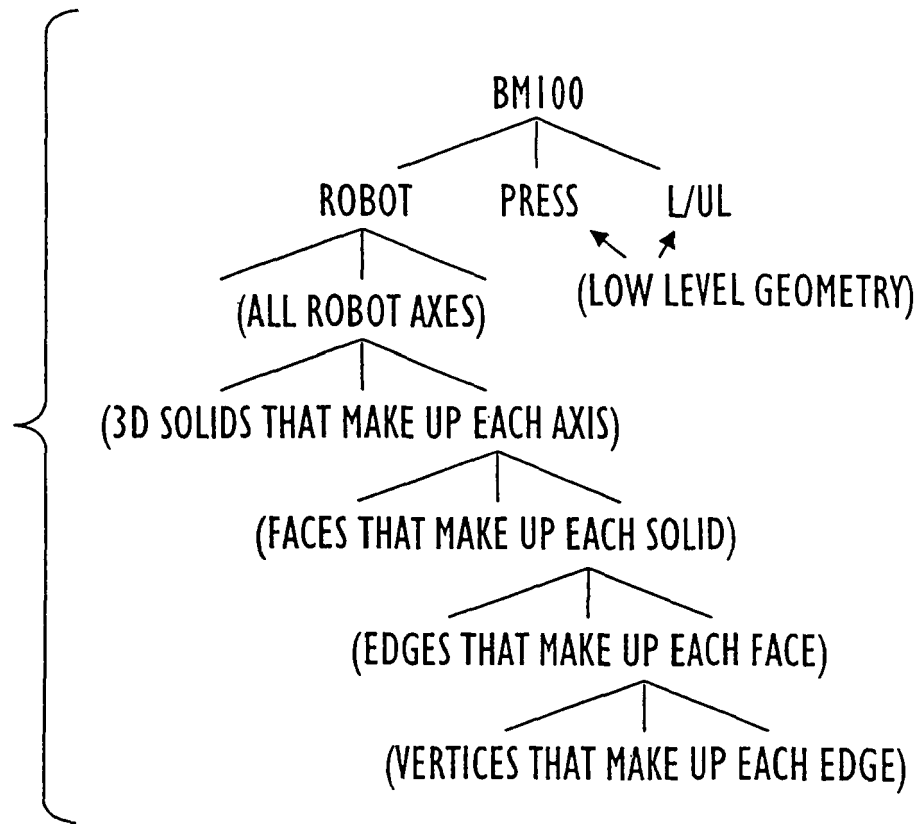 BM100
ROBOT PRESS L/UL
(LOW LEVEL GEOMETRY)
(ALL ROBOT AXES)
(3D SOLIDS THAT MAKE UP EACH AXIS)
(FACES THAT MAKE UP EACH SOLID)
(EDGES THAT MAKE UP EACH FACE)
(VERTICES THAT MAKE UP EACH EDGE)